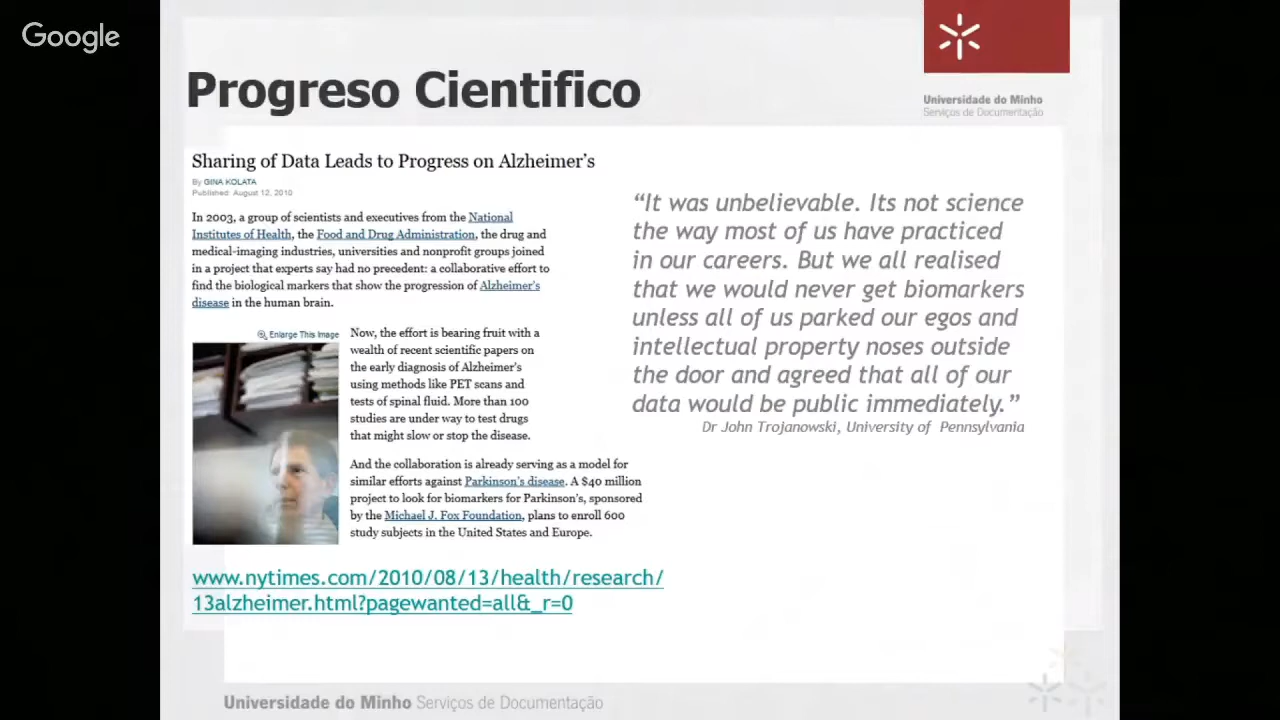 Google
Progreso Cientifico
Universidade do Minho
Serviços de Documentação
Sharing of Data Leads to Progress on Alzheimer's
By GINA KOLATA
Published: August 12, 2010
In 2003, a group of scientists and executives from the National
Institutes of Health, the Food and Drug Administration, the drug and
medical-imaging industries, universities and nonprofit groups joined
in a project that experts say had no precedent: a collaborative effort to
find the biological markers that show the progression of Alzheimer's
disease in the human brain.
Enlarge This Image
Now, the effort is bearing fruit with a
wealth of recent scientific papers on
the early diagnosis of Alzheimer's
using methods like PET scans and
tests of spinal fluid. More than 100
studies are under way to test drugs
that might slow or stop the disease.
And the collaboration is already serving as a model for
similar efforts against Parkinson's disease. A $40 million
project to look for biomarkers for Parkinson's, sponsored
by the Michael J. Fox Foundation, plans to enroll 600
study subjects in the United States and Europe.
“It was unbelievable. Its not science
the way most of us have practiced
in our careers. But we all realised
that we would never get biomarkers
unless all of us parked our egos and
intellectual property noses outside
the door and agreed that all of our
data would be public immediately.”
Dr John Trojanowski, University of Pennsylvania
www.nytimes.com/2010/08/13/health/research/
13alzheimer.html?pagewanted=all&_r=0
Universidade do Minho Serviços de Documentação